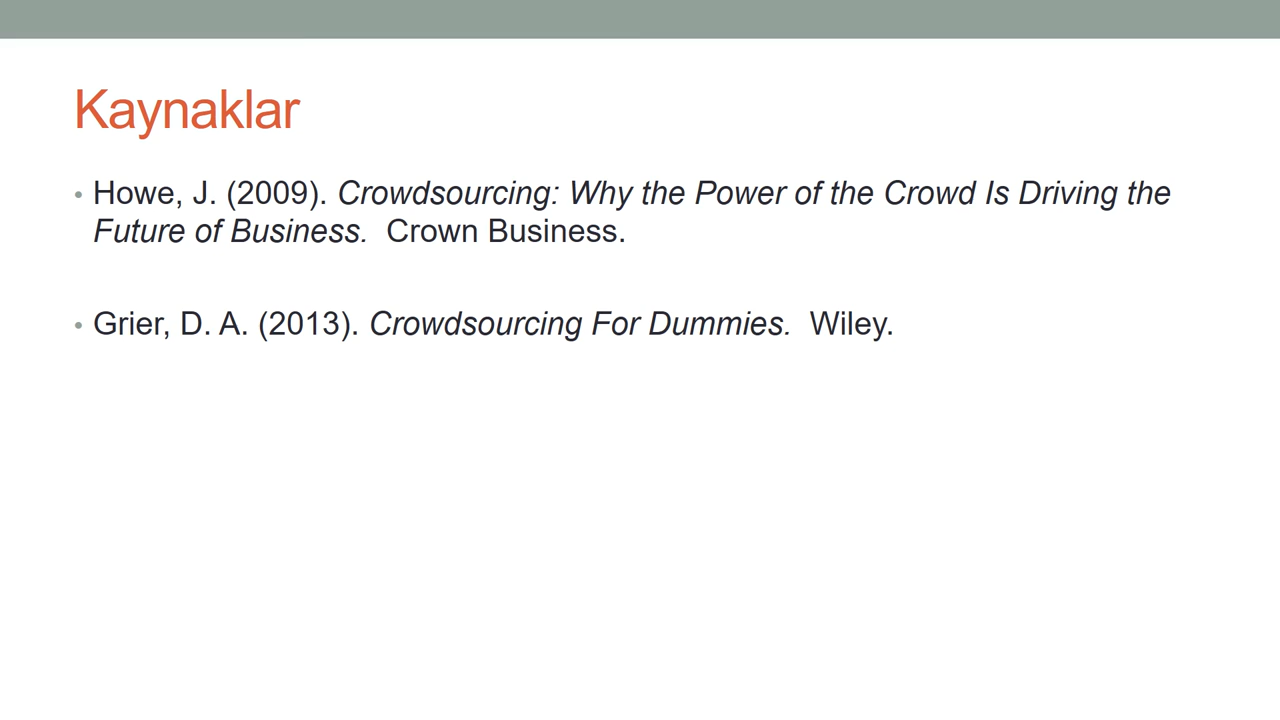 Kaynaklar
• Howe, J. (2009). Crowdsourcing: Why the Power of the Crowd Is Driving the
Future of Business.  Crown Business.
• Grier, D. A. (2013). Crowdsourcing For Dummies.  Wiley.